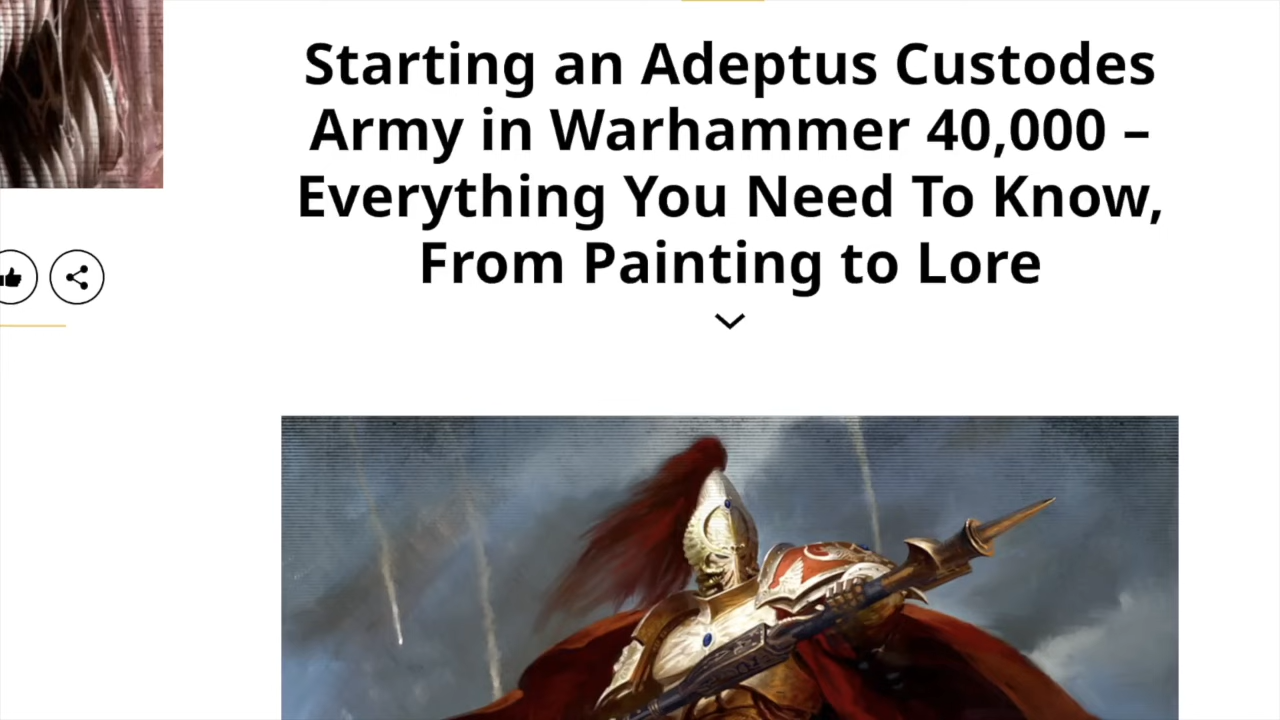 Starting an Adeptus Custodes
Army in Warhammer 40,000 –
Everything You Need To Know,
From Painting to Lore